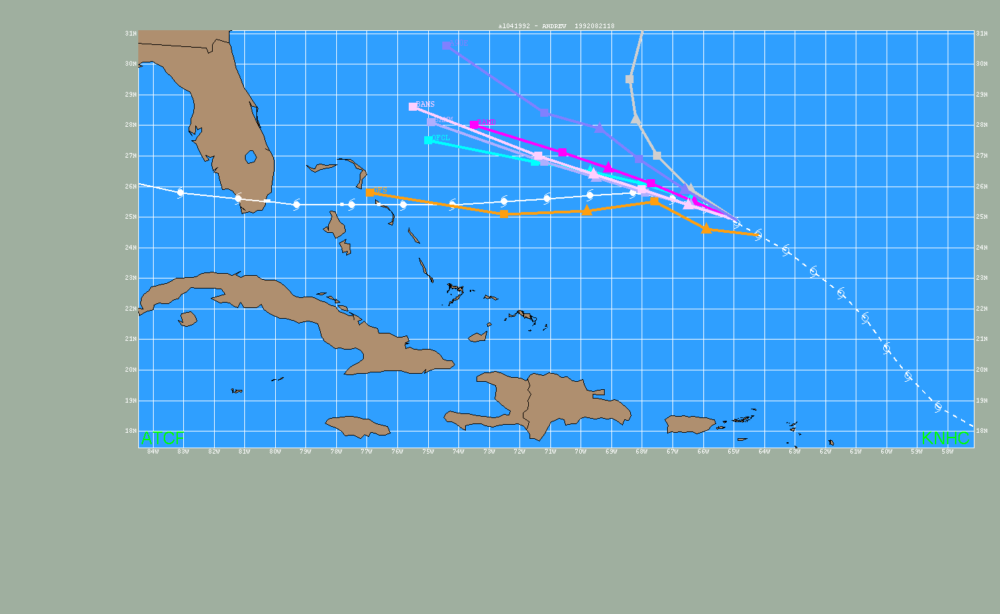 al041992 - ANDREW 1992082118
31N 31N
30N 30N
29N 29N
BAMS
28N 28N
OFCL
27N 27N
26N 26N
25N 25N
24N 24N
23N 23N
22N 22N
21N 21N
20N 20N
19N 19N
18N 18N
ATCF KNHC
84W 83W 82W 81W 80W 79W 78W 77W 76W 75W 74W 73W 72W 71W 70W 69W 68W 67W 66W 65W 64W 63W 62W 61W 60W 59W 58W